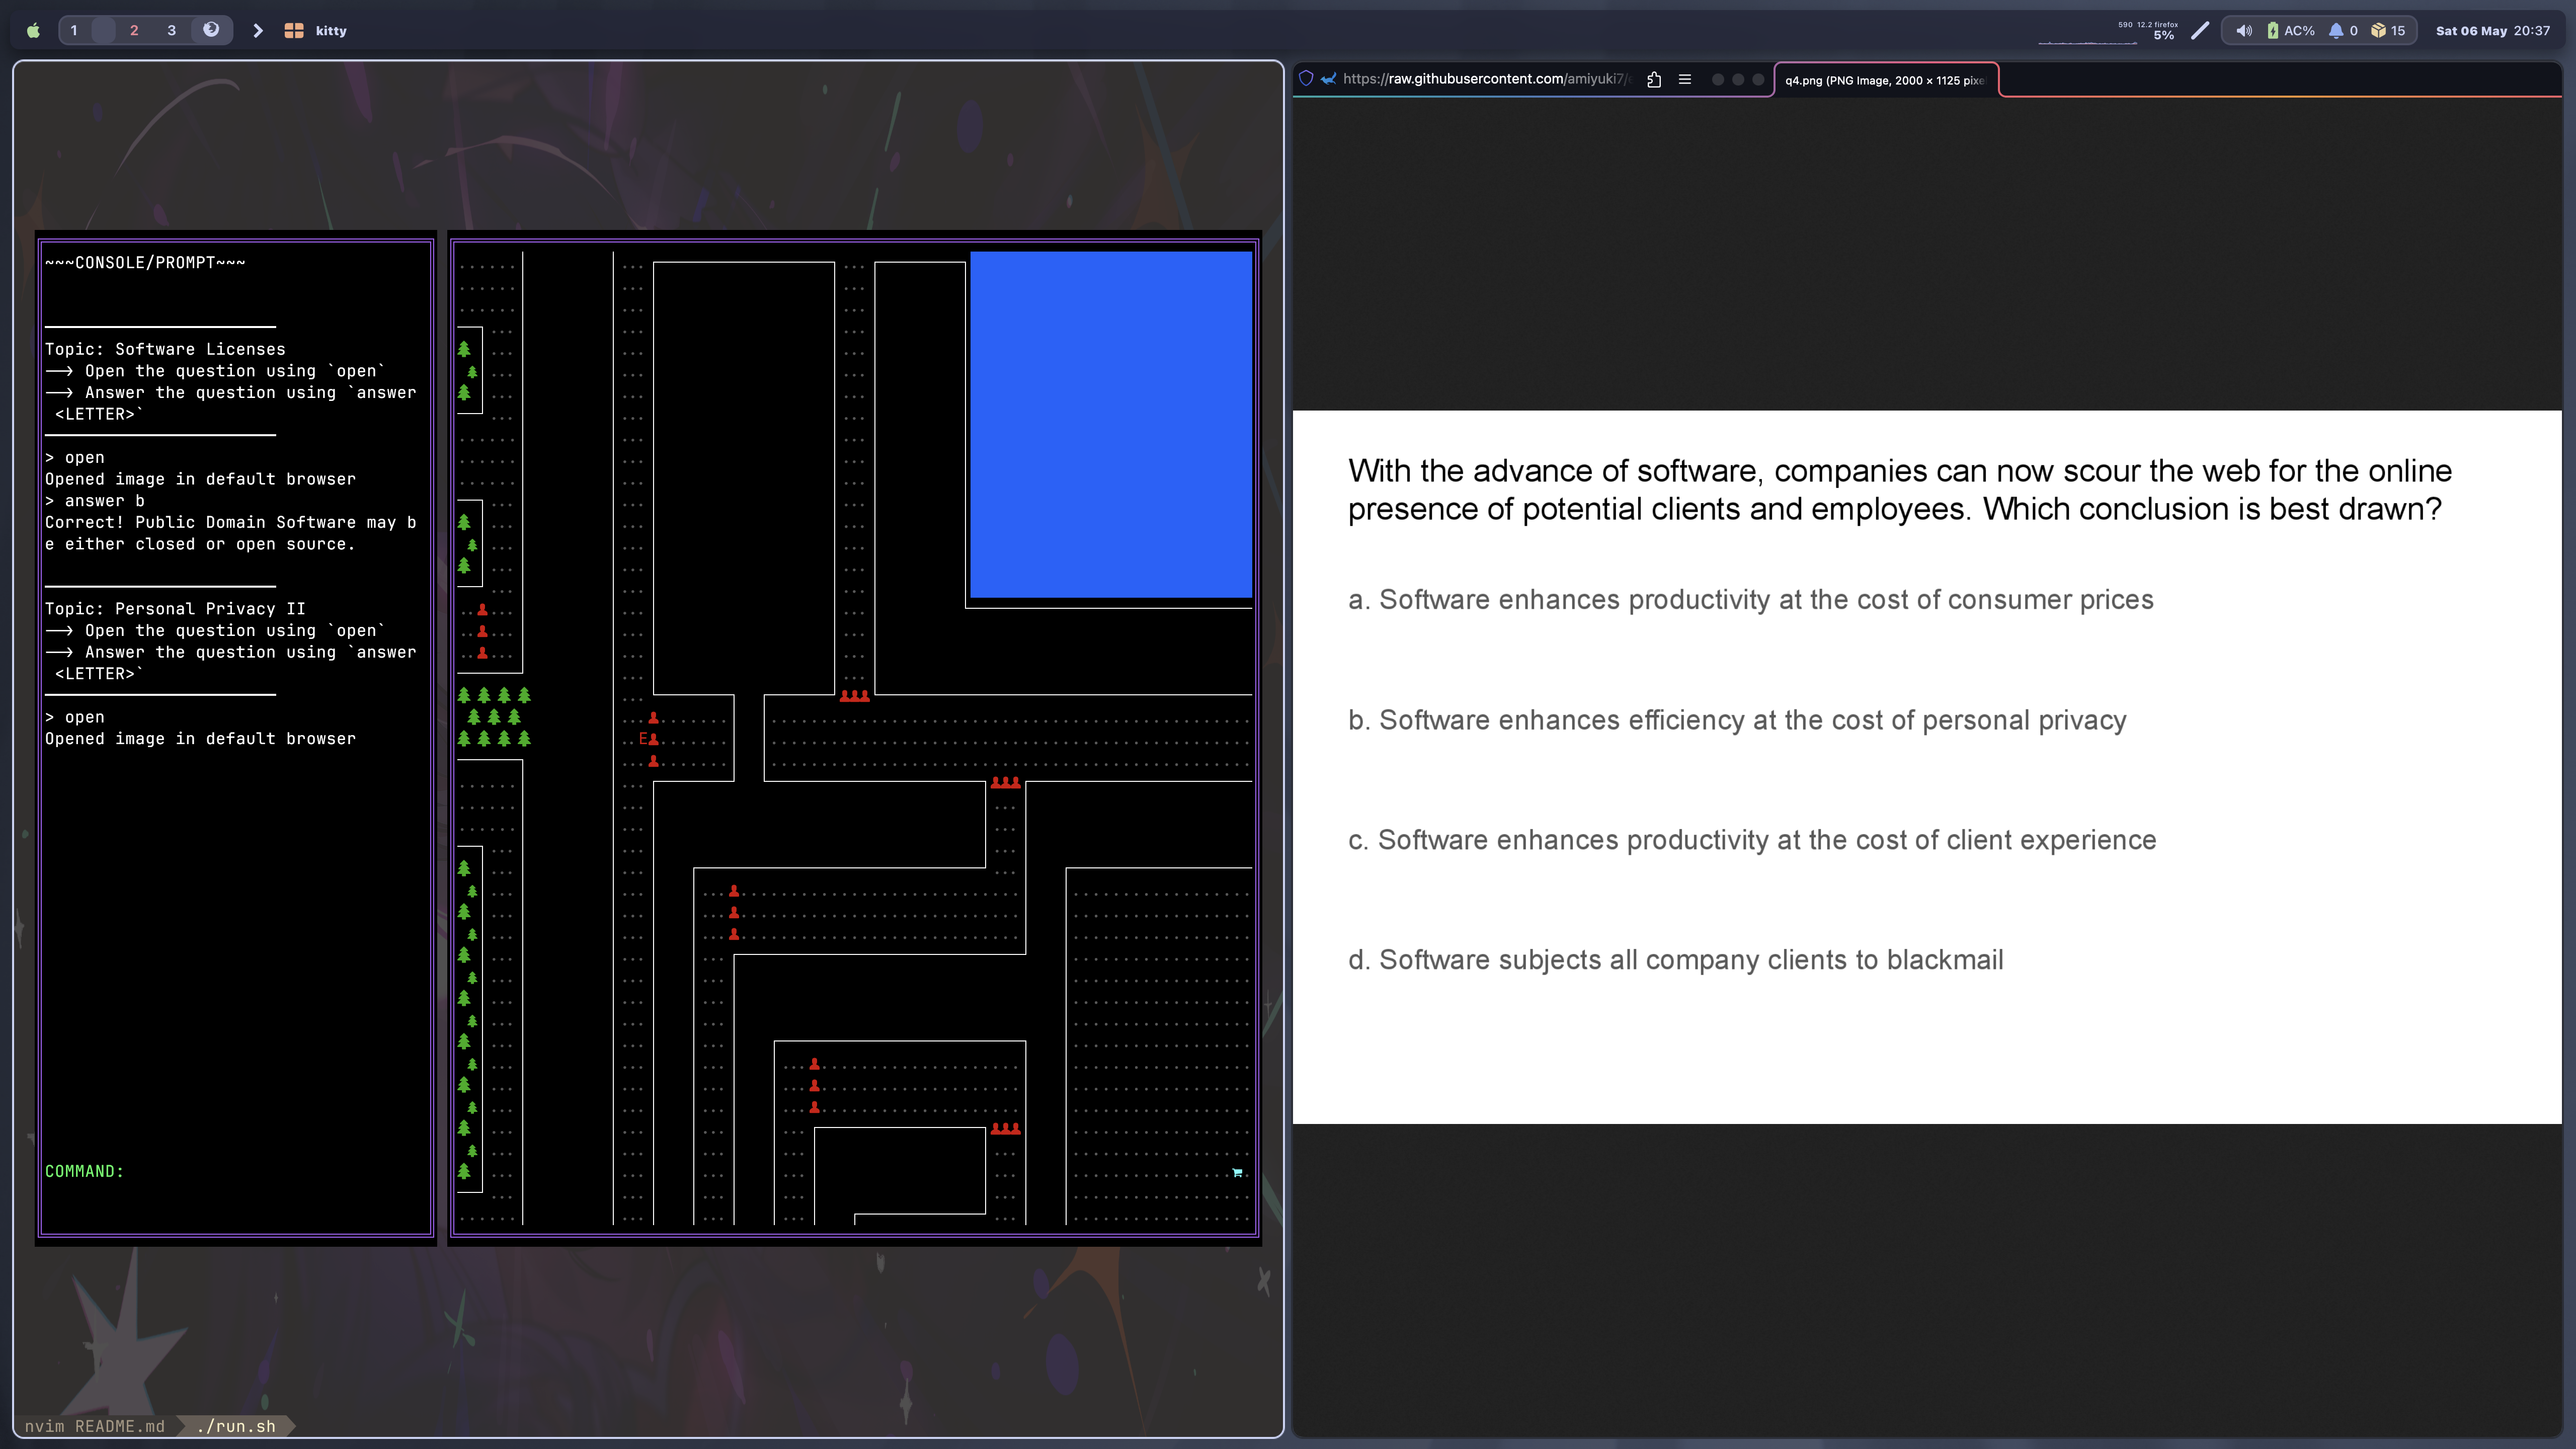 1 2 3 kitty
590 12.2 firefox
5%
AC% 0 15 Sat 06 May 20:37
~~~CONSOLE/PROMPT~~~
Topic: Software Licenses
—> Open the question using `open`
—> Answer the question using `answer
<LETTER>`
> open
Opened image in default browser
> answer b
Correct! Public Domain Software may b
e either closed or open source.
Topic: Personal Privacy II
—> Open the question using `open`
—> Answer the question using `answer
<LETTER>`
> open
Opened image in default browser
COMMAND:
E
nvim README.md ./run.sh
https://raw.githubusercontent.com/amiyuki7/
q4.png (PNG Image, 2000 × 1125 pixe
With the advance of software, companies can now scour the web for the online
presence of potential clients and employees. Which conclusion is best drawn?
a. Software enhances productivity at the cost of consumer prices
b. Software enhances efficiency at the cost of personal privacy
c. Software enhances productivity at the cost of client experience
d. Software subjects all company clients to blackmail